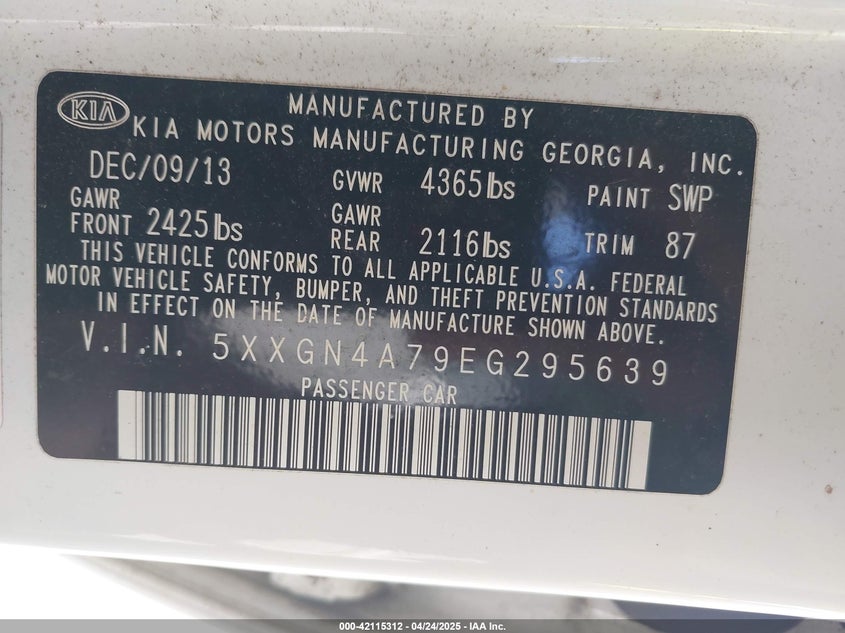 KIA
MANUFACTURED BY
KIA MOTORS MANUFACTURING GEORGIA, INC.
DEC/09/13 GVWR 4365lbs PAINT SWP
GAWR FRONT 2425lbs GAWR REAR 2116lbs TRIM 87
THIS VEHICLE CONFORMS TO ALL APPLICABLE U.S.A. FEDERAL
MOTOR VEHICLE SAFETY, BUMPER, AND THEFT PREVENTION STANDARDS
IN EFFECT ON THE DATE OF MANUFACTURE SHOWN ABOVE.
V.I.N. 5XXGN4A79EG295639
PASSENGER CAR
000-42115312 - 04/24/2025 - IAA Inc.